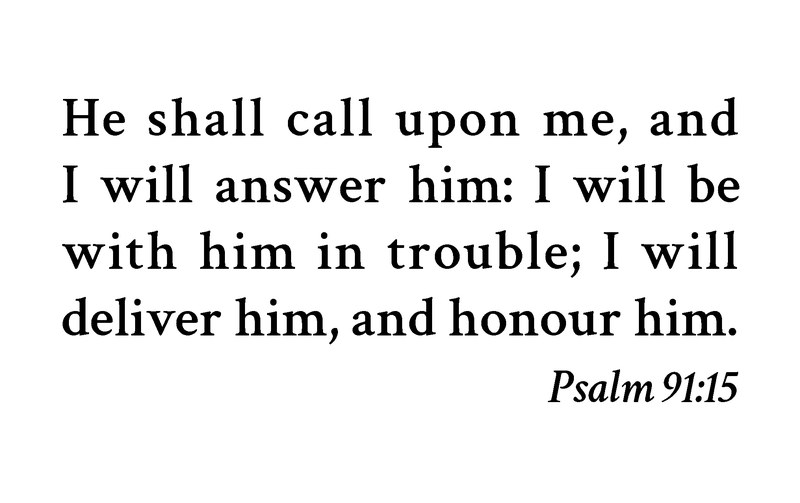 He shall call upon me, and
I will answer him: I will be
with him in trouble; I will
deliver him, and honour him.
Psalm 91:15